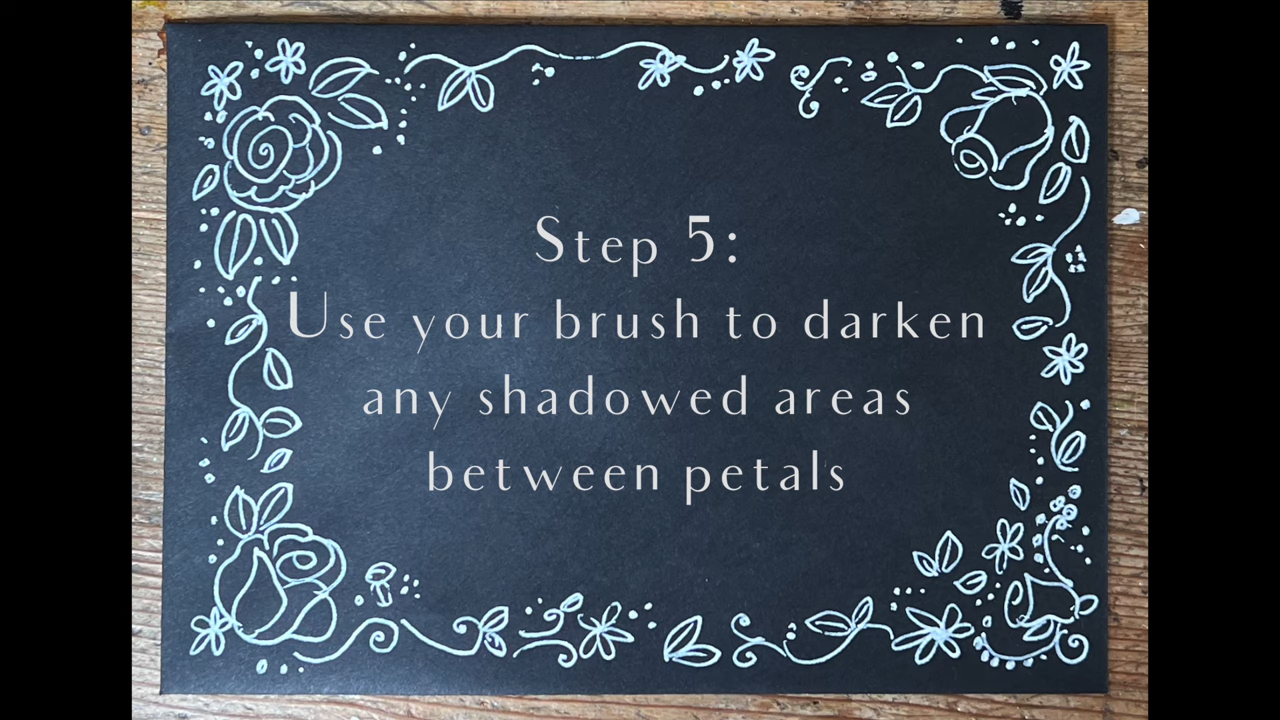 Step 5:
Use your brush to darken
any shadowed areas
between petals